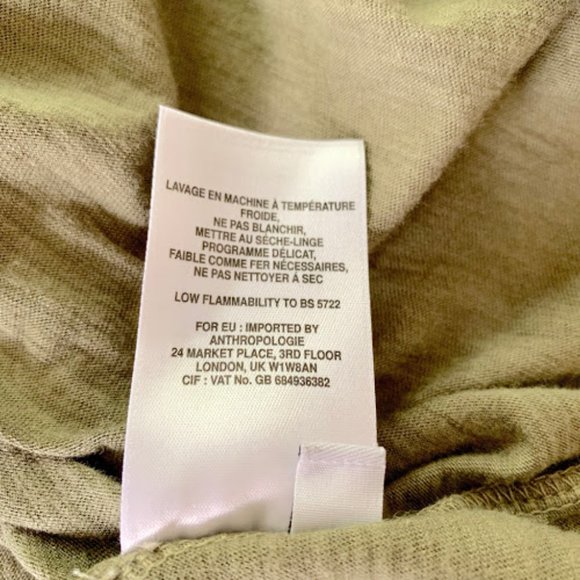 LAVAGE EN MACHINE À TEMPÉRATURE
FROIDE,
NE PAS BLANCHIR,
METTRE AU SÈCHE-LINGE
PROGRAMME DÉLICAT,
FAIBLE COMME FER NÉCESSAIRES,
NE PAS NETTOYER À SEC
LOW FLAMMABILITY TO BS 5722
FOR EU : IMPORTED BY
ANTHROPOLOGIE
24 MARKET PLACE, 3RD FLOOR
LONDON, UK W1W8AN
CIF : VAT No. GB 684936382